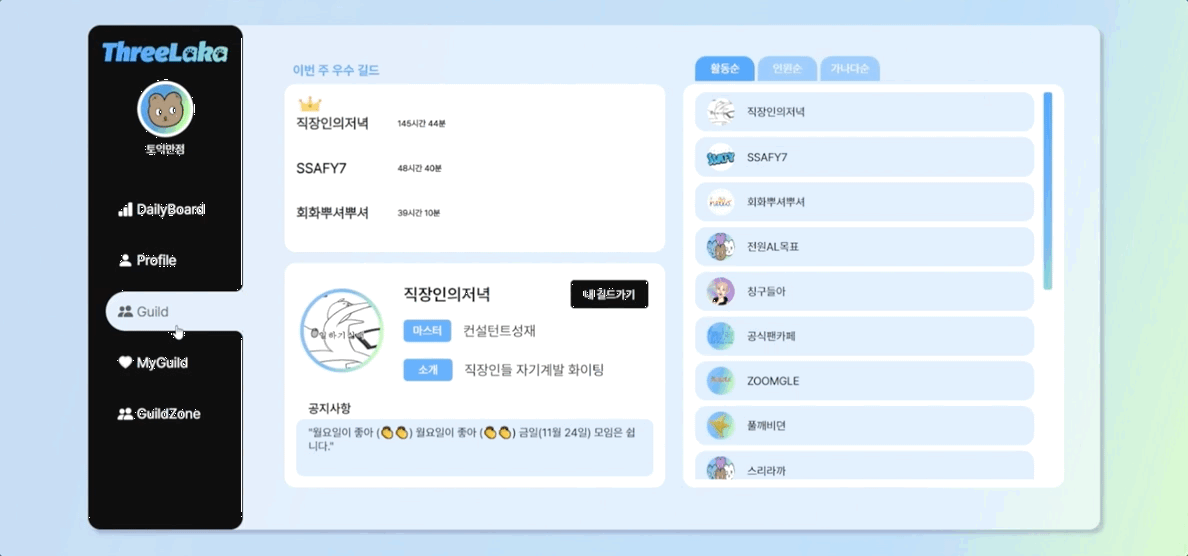 ThreeLaka
토익만점
DailyBoard
Profile
Guild
MyGuild
GuildZone
이번 주 우수 길드
직장인의저녁 145시간 44분
SSAFY7 48시간 40분
회화뿌셔뿌셔 39시간 10분
직장인의저녁
내 길드가기
마스터 컨설턴트성재
소개 직장인들 자기계발 화이팅
공지사항
"월요일이 좋아 (👏👏) 월요일이 좋아 (👏👏) 금일(11월 24일) 모임은 쉽
니다."
활동순 인원순 가나다순
직장인의저녁
SSAFY7
회화뿌셔뿌셔
전원AL목표
칭구들아
공식팬카페
ZOOMGLE
풀깨비뎐
스리라까